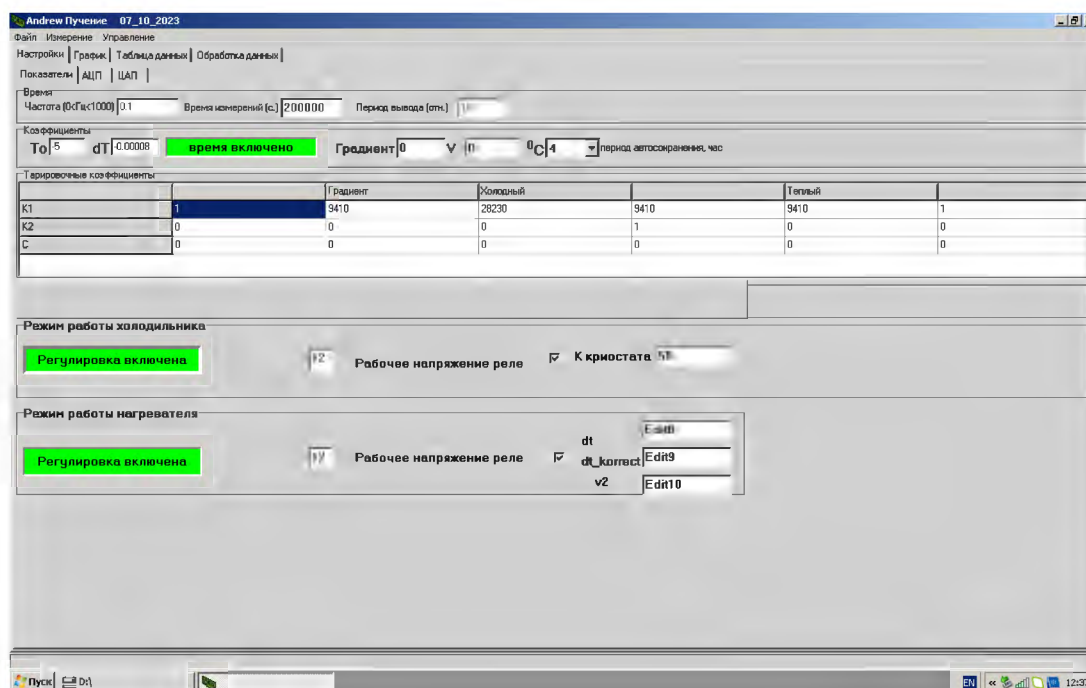 Andrew Пучение 07_10_2023
Файл Измерение Управление
Настройки График Таблица данных Обработка данных
Показатели АЦП ЦАП
Время
Частота (0<Гц<1000) 0.1 Время измерений (с.) 200000 Период вывода (отн.)
Коэффициенты
To -5 dT -0.00008 время включено Градиент 0 V 0 ⁰C 4 период автосохранения, час
Тарировочные коэффициенты
Градиент Холодный Теплый
K1 1 9410 28230 9410 9410 1
K2 0 0 0 1 0 0
C 0 0 0 0 0 0
Режим работы холодильника
Регулировка включена Рабочее напряжение реле К криостата
Режим работы нагревателя
Регулировка включена Рабочее напряжение реле
dt
dt_korrect Edit9
v2 Edit10
Пуск D:\ EN «